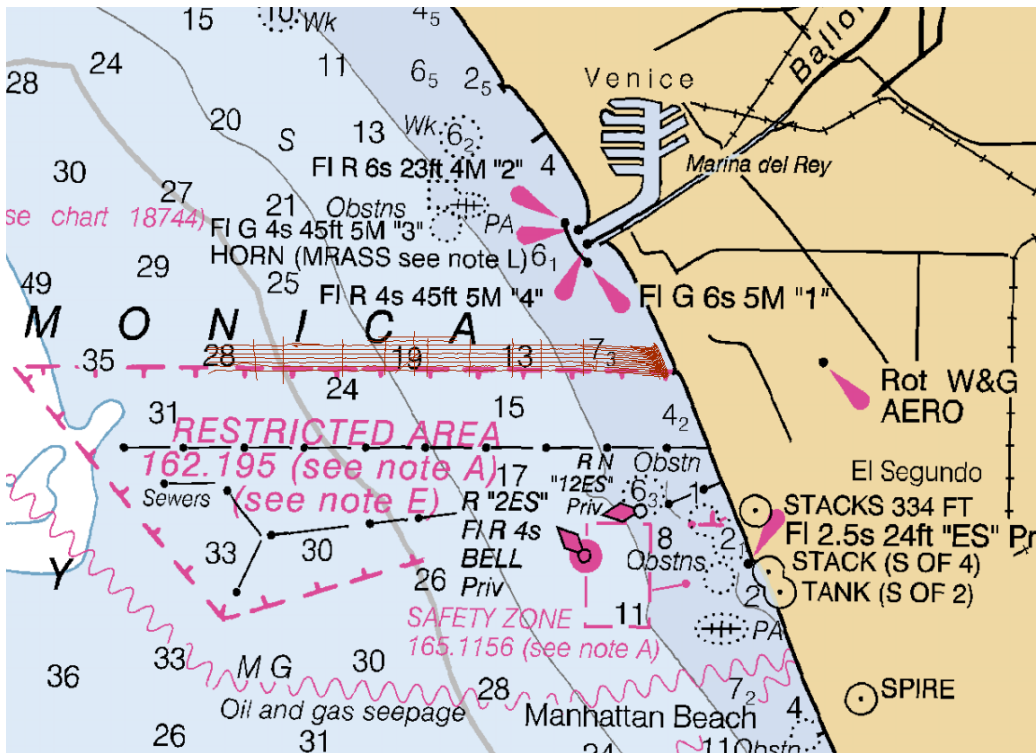 15
10
Wk
4₅
11
6₅
2₅
24
28
Venice
Ballo
20
S
13
Wk
6₂
4
Marina del Rey
Fl R 6s 23ft 4M "2"
30
27
21
Obstns
PA
se chart 18744)
Fl G 4s 45ft 5M "3"
HORN (MRASS see note L)
6₁
29
25
49
Fl R 4s 45ft 5M "4"
Fl G 6s 5M "1"
MONICA
35
28
19
13
7₃
24
Rot W&G
AERO
31
15
4₂
RESTRICTED AREA
162.195 (see note A)
(see note E)
Sewers
17
R "2ES"
Fl R 4s
BELL
Priv
R N
"12ES"
Priv
Obstn
6₃
1
El Segundo
STACKS 334 FT
Fl 2.5s 24ft "ES" Pr
STACK (S OF 4)
TANK (S OF 2)
33
30
8
2₁
Obstns
Y
26
2
11
PA
SAFETY ZONE
165.1156 (see note A)
36
33
M G
30
28
7₂
SPIRE
Oil and gas seepage
Manhattan Beach
4
26
31
24
11
Obstn